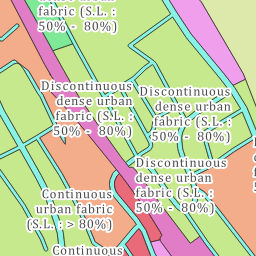 fabric (S.L. :
50% - 80%)
Discontinuous
dense urban
fabric (S.L. :
50% - 80%)
Discontinuous
dense urban
fabric (S.L. :
50% - 80%)
Discontinuous
dense urban
fabric (S.L. :
50% - 80%)
Continuous
urban fabric
(S.L. : > 80%)
Continuous